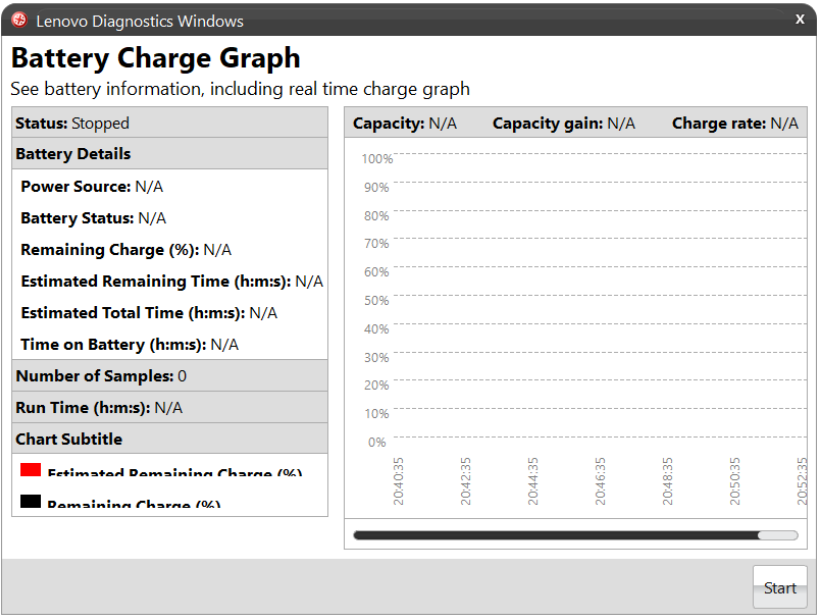 Lenovo Diagnostics Windows
x
Battery Charge Graph
See battery information, including real time charge graph
Status: Stopped
Battery Details
Power Source: N/A
Battery Status: N/A
Remaining Charge (%): N/A
Estimated Remaining Time (h:m:s): N/A
Estimated Total Time (h:m:s): N/A
Time on Battery (h:m:s): N/A
Number of Samples: 0
Run Time (h:m:s): N/A
Chart Subtitle
Estimated Remaining Charge (%)
Remaining Charge (%)
Capacity: N/A Capacity gain: N/A Charge rate: N/A
100%
90%
80%
70%
60%
50%
40%
30%
20%
10%
0%
20:40:35 20:42:35 20:44:35 20:46:35 20:48:35 20:50:35 20:52:35
Start